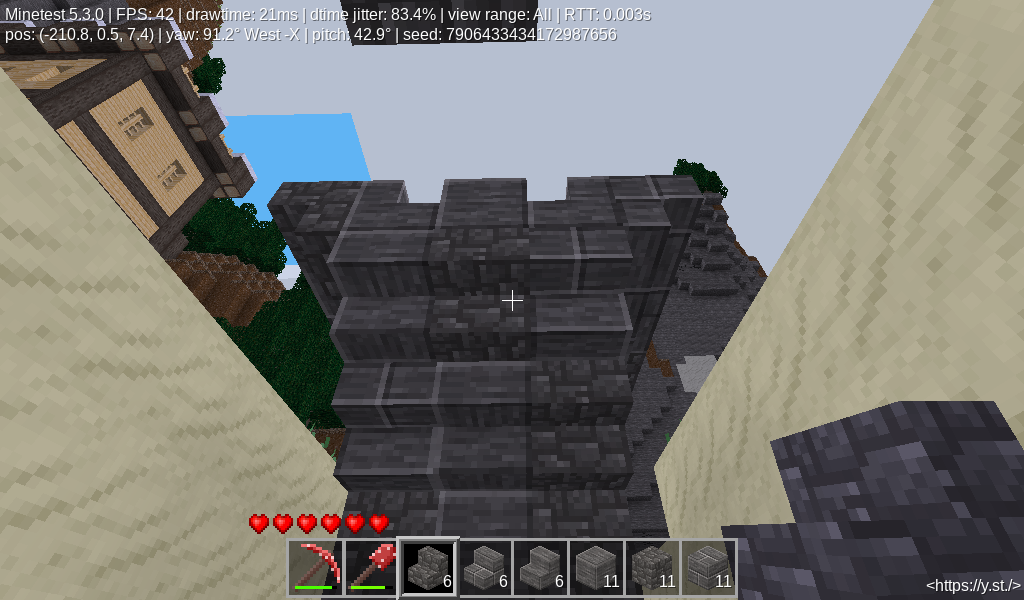 Minetest 5.3.0 | FPS: 42 | drawtime: 21ms | dtime jitter: 83.4% | view range: All | RTT: 0.003s
pos: (-210.8, 0.5, 7.4) | yaw: 91.2° West -X | pitch: 42.9° | seed: 7906433434172987656
6
6
6
11
11
11
<https://y.st./>